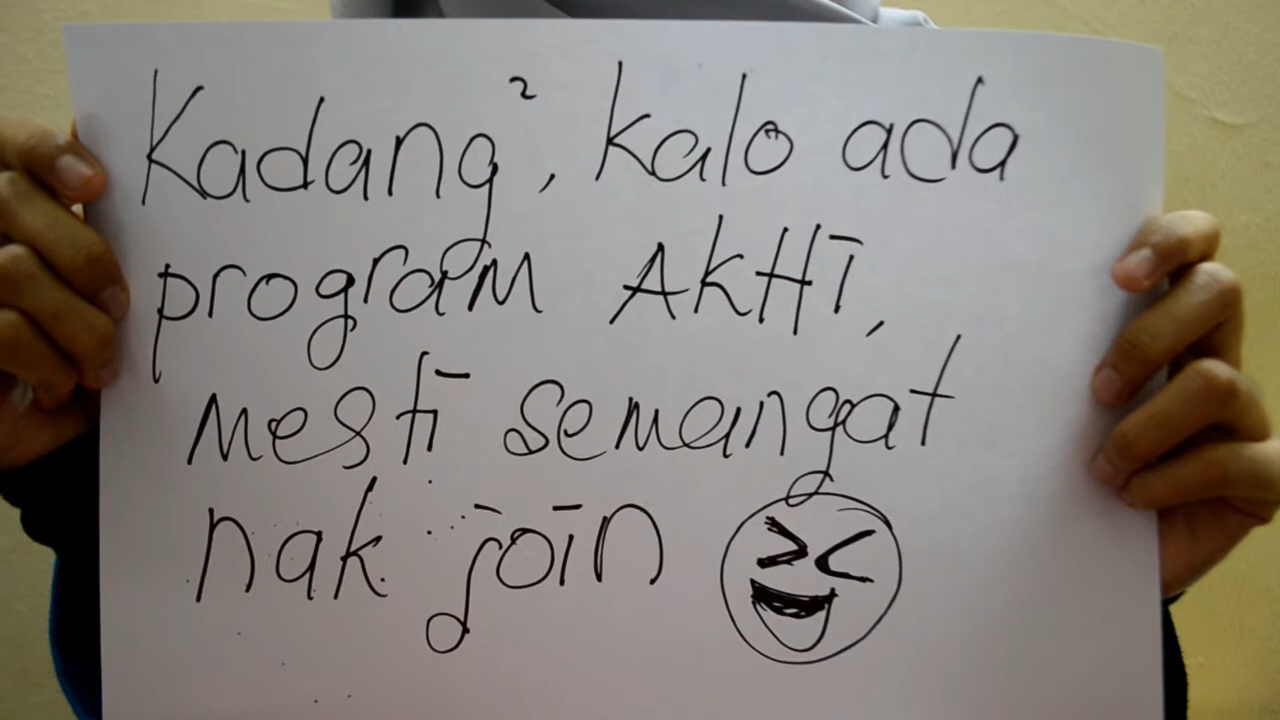 Kadang², kalo ada
program AKHI,
mesti semangat
nak join